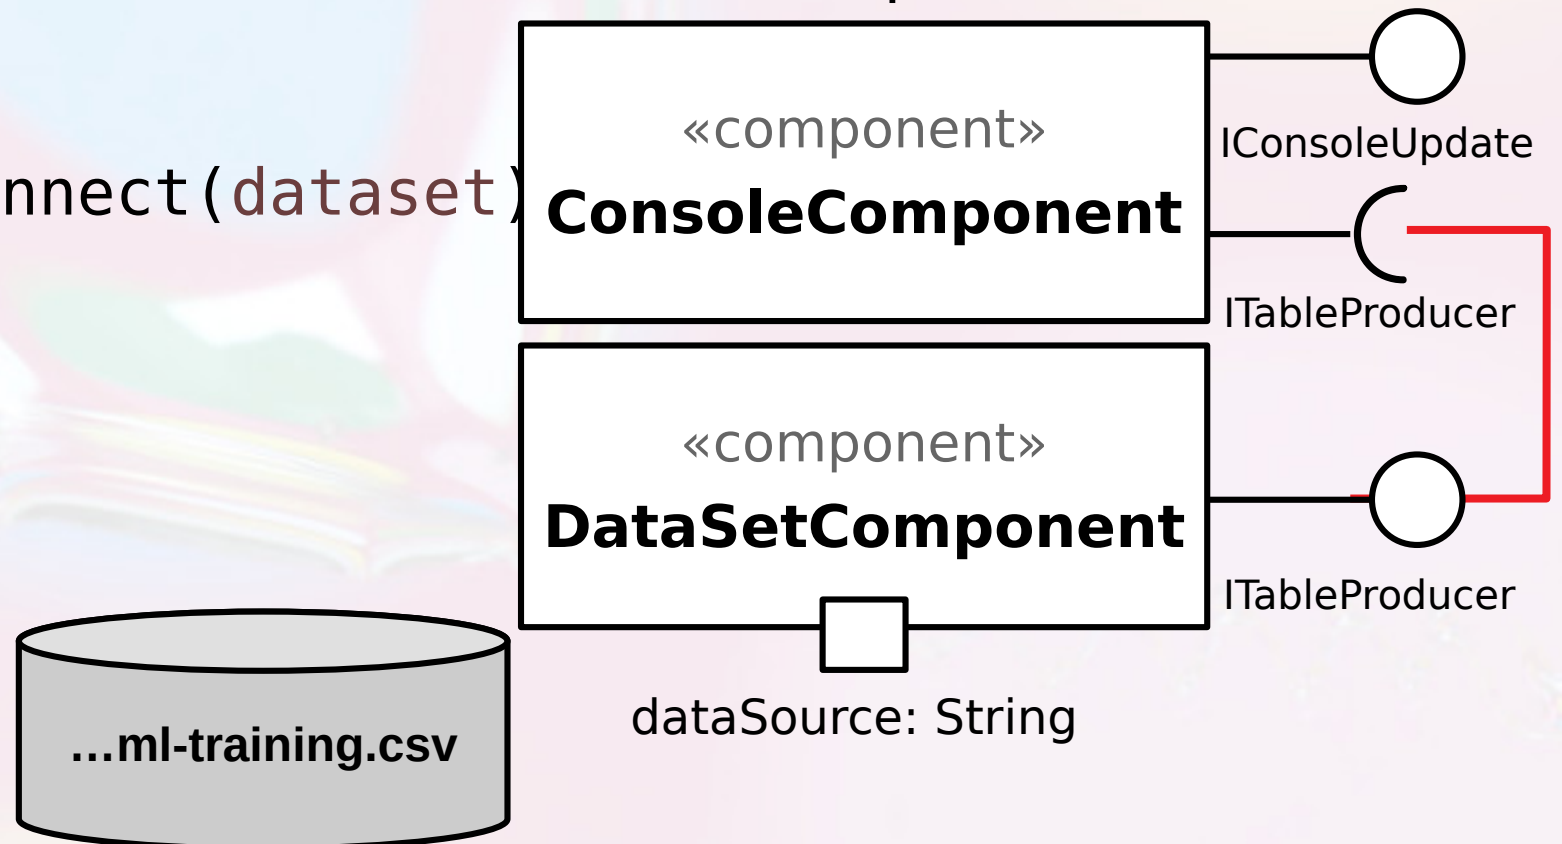 «component»
IConsoleUpdate
nnect(dataset)
ConsoleComponent
ITableProducer
«component»
DataSetComponent
ITableProducer
dataSource: String
...ml-training.csv